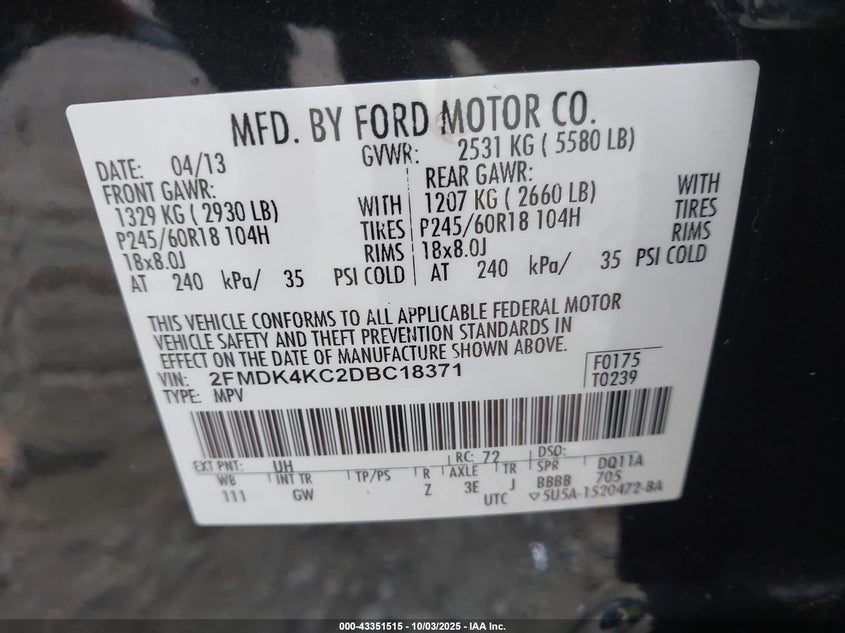 MFD. BY FORD MOTOR CO.
DATE: 04/13
GVWR: 2531 KG ( 5580 LB)
FRONT GAWR:
1329 KG ( 2930 LB)
P245/60R18 104H
18x8.0J
WITH
TIRES
RIMS
AT 240 kPa/ 35 PSI COLD
REAR GAWR:
1207 KG ( 2660 LB)
P245/60R18 104H
18x8.0J
WITH
TIRES
RIMS
AT 240 kPa/ 35 PSI COLD
THIS VEHICLE CONFORMS TO ALL APPLICABLE FEDERAL MOTOR
VEHICLE SAFETY AND THEFT PREVENTION STANDARDS IN
EFFECT ON THE DATE OF MANUFACTURE SHOWN ABOVE.
VIN: 2FMDK4KC2DBC18371
TYPE: MPV
F0175
T0239
EXT PNT: UH RC: 72 DSO:
WB INT TR TP/PS R AXLE TR SPR DQ11A
111 GW Z 3E J BBBB 705
UTC ▽5U5A-1520472-BA
000-43351515 - 10/03/2025 - IAA Inc.